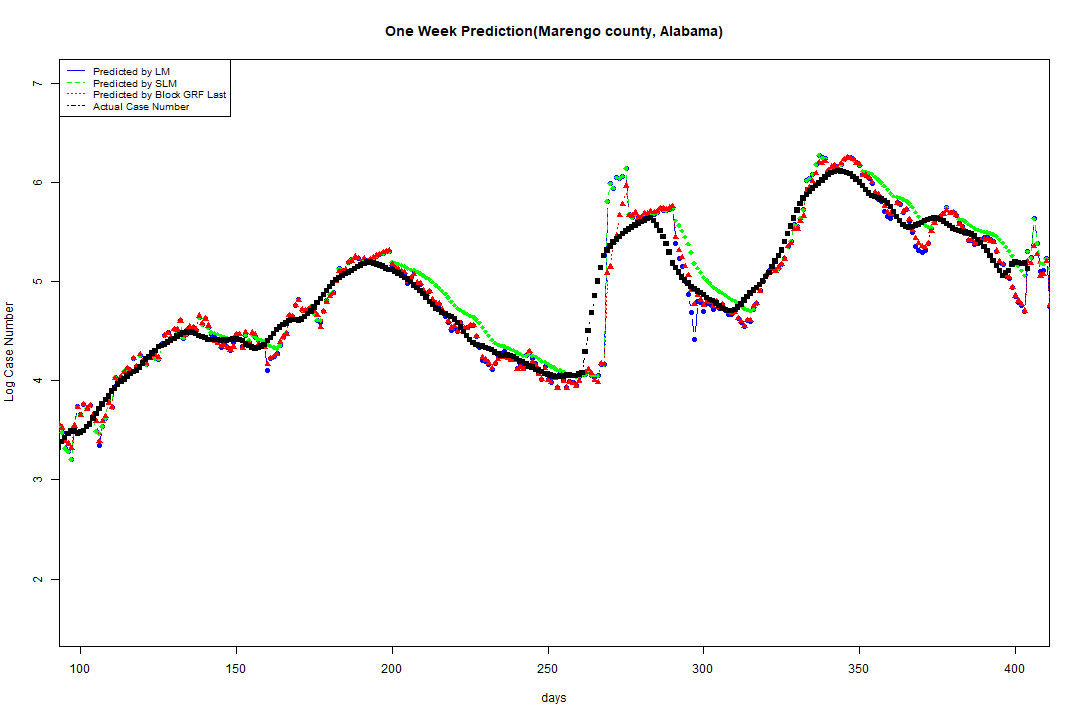 One Week Prediction(Marengo county, Alabama)
Predicted by LM
Predicted by SLM
Predicted by Block GRF Last
Actual Case Number
7
6
5
4
3
2
Log Case Number
100 150 200 250 300 350 400
days